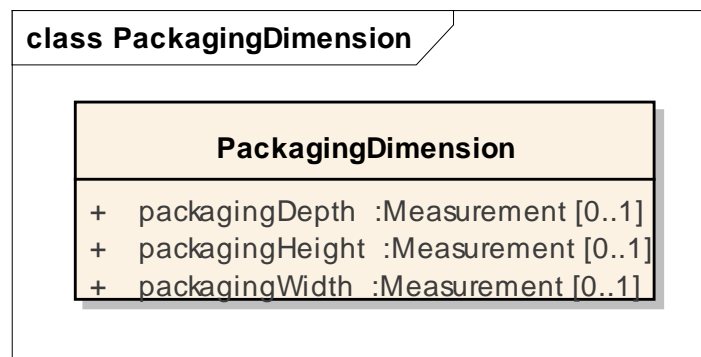 class PackagingDimension
PackagingDimension
+ packagingDepth :Measurement [0..1]
+ packagingHeight :Measurement [0..1]
+ packagingWidth :Measurement [0..1]